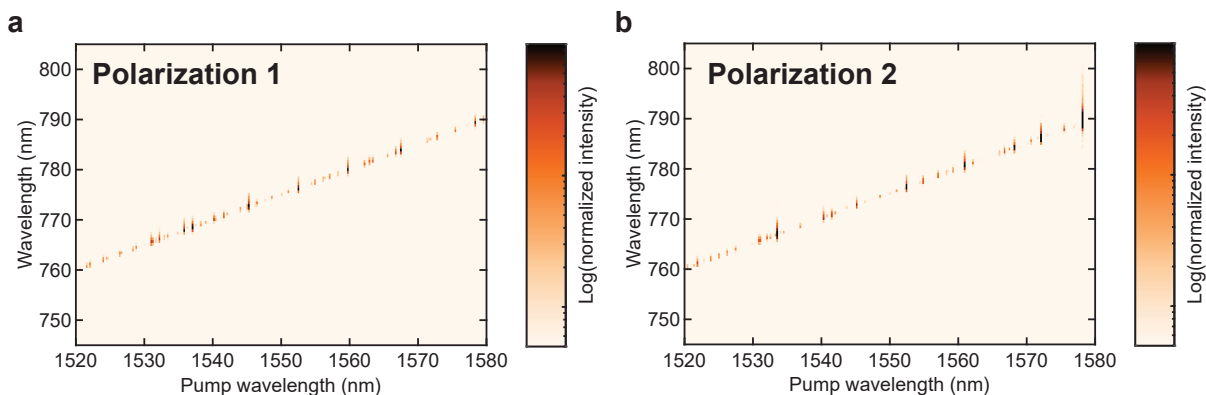 a
Polarization 1
800
790
780
770
760
750
Wavelength (nm)
1520
1530
1540
1550
1560
1570
1580
Pump wavelength (nm)
Log(normalized intensity)
b
Polarization 2
800
790
780
770
760
750
Wavelength (nm)
1520
1530
1540
1550
1560
1570
1580
Pump wavelength (nm)
Log(normalized intensity)